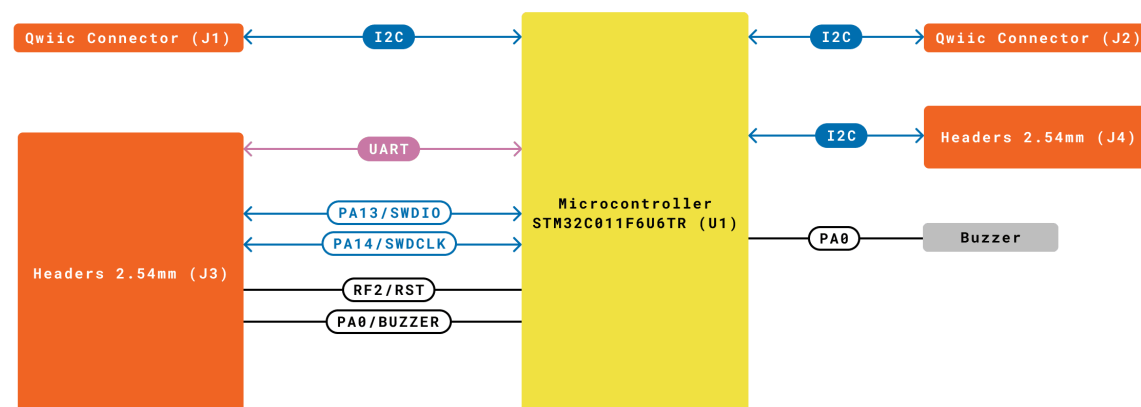 Qwiic Connector (J1)
I2C
I2C
Qwiic Connector (J2)
UART
I2C
Headers 2.54mm (J4)
PA13/SWDIO
PA14/SWDCLK
Microcontroller
STM32C011F6U6TR (U1)
PA0
Buzzer
Headers 2.54mm (J3)
RF2/RST
PA0/BUZZER